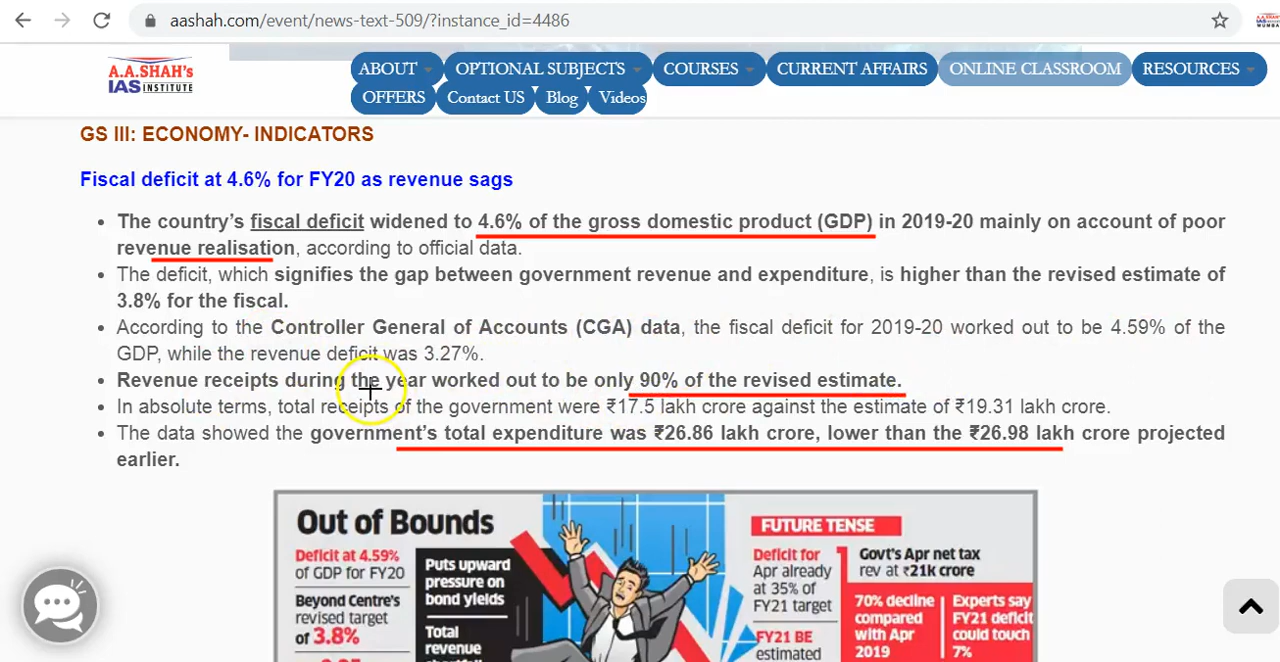 aashah.com/event/news-text-509/?instance_id=4486
A.A.SHAH's
IAS INSTITUTE
ABOUT OPTIONAL SUBJECTS COURSES CURRENT AFFAIRS ONLINE CLASSROOM RESOURCES
OFFERS Contact US Blog Videos
GS III: ECONOMY- INDICATORS
Fiscal deficit at 4.6% for FY20 as revenue sags
• The country's fiscal deficit widened to 4.6% of the gross domestic product (GDP) in 2019-20 mainly on account of poor
revenue realisation, according to official data.
• The deficit, which signifies the gap between government revenue and expenditure, is higher than the revised estimate of
3.8% for the fiscal.
• According to the Controller General of Accounts (CGA) data, the fiscal deficit for 2019-20 worked out to be 4.59% of the
GDP, while the revenue deficit was 3.27%.
• Revenue receipts during the year worked out to be only 90% of the revised estimate.
• In absolute terms, total receipts of the government were ₹17.5 lakh crore against the estimate of ₹19.31 lakh crore.
• The data showed the government's total expenditure was ₹26.86 lakh crore, lower than the ₹26.98 lakh crore projected
earlier.
Out of Bounds
Deficit at 4.59%
of GDP for FY20
Beyond Centre's
revised target
of 3.8%
Puts upward
pressure on
bond yields
Total
revenue
FUTURE TENSE
Deficit for
Apr already
at 35% of
FY21 target
FY21 BE
estimated
Govt's Apr net tax
rev at ₹21k crore
70% decline
compared
with Apr
2019
Experts say
FY21 deficit
could touch
7%